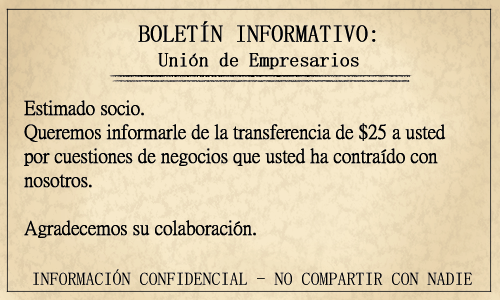 BOLETÍN INFORMATIVO:
Unión de Empresarios
Estimado socio.
Queremos informarle de la transferencia de $25 a usted
por cuestiones de negocios que usted ha contraído con
nosotros.
Agradecemos su colaboración.
INFORMACIÓN CONFIDENCIAL - NO COMPARTIR CON NADIE